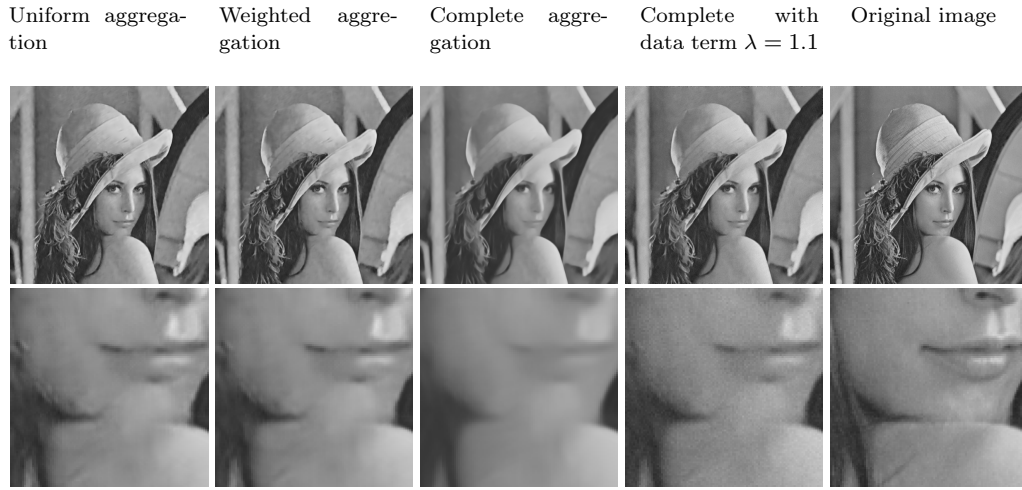 Uniform aggrega-
tion
Weighted aggre-
gation
Complete aggre-
gation
Complete with
data term λ = 1.1
Original image